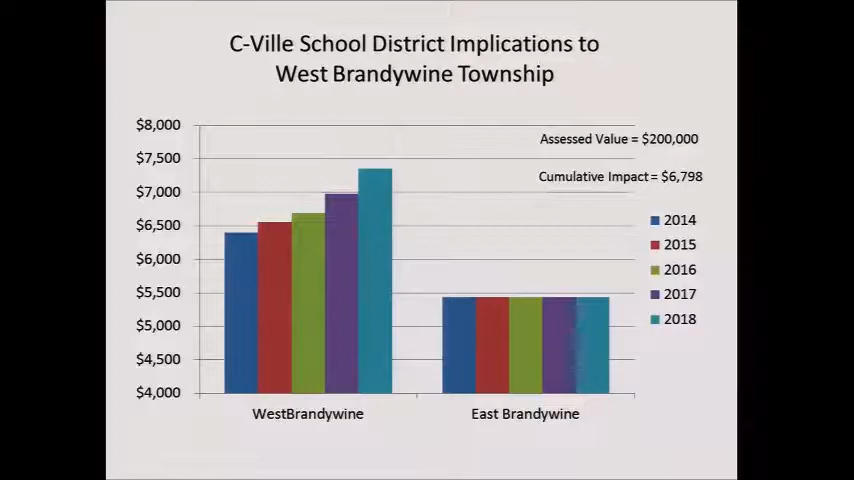 C-Ville School District Implications to
West Brandywine Township
$8,000
$7,500
$7,000
$6,500
$6,000
$5,500
$5,000
$4,500
$4,000
Assessed Value = $200,000
Cumulative Impact = $6,798
2014
2015
2016
2017
2018
WestBrandywine
East Brandywine